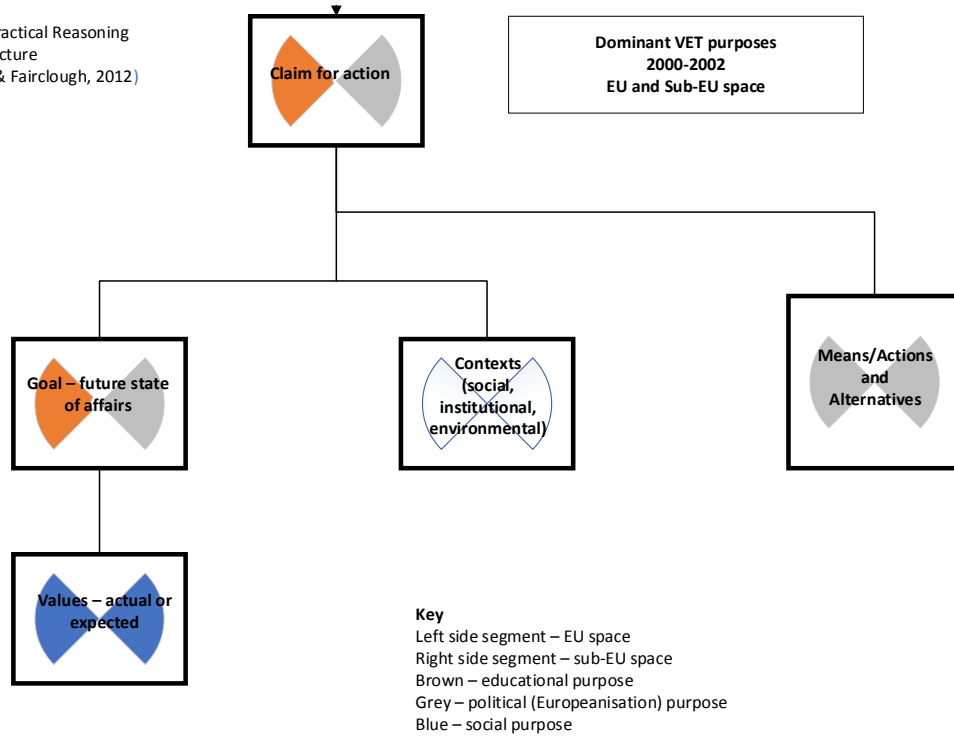 ractical Reasoning
cture
& Fairclough, 2012)
Claim for action
Dominant VET purposes
2000-2002
EU and Sub-EU space
Goal – future state
of affairs
Contexts
(social,
institutional,
environmental)
Means/Actions
and
Alternatives
Values – actual or
expected
Key
Left side segment – EU space
Right side segment – sub-EU space
Brown – educational purpose
Grey – political (Europeanisation) purpose
Blue – social purpose